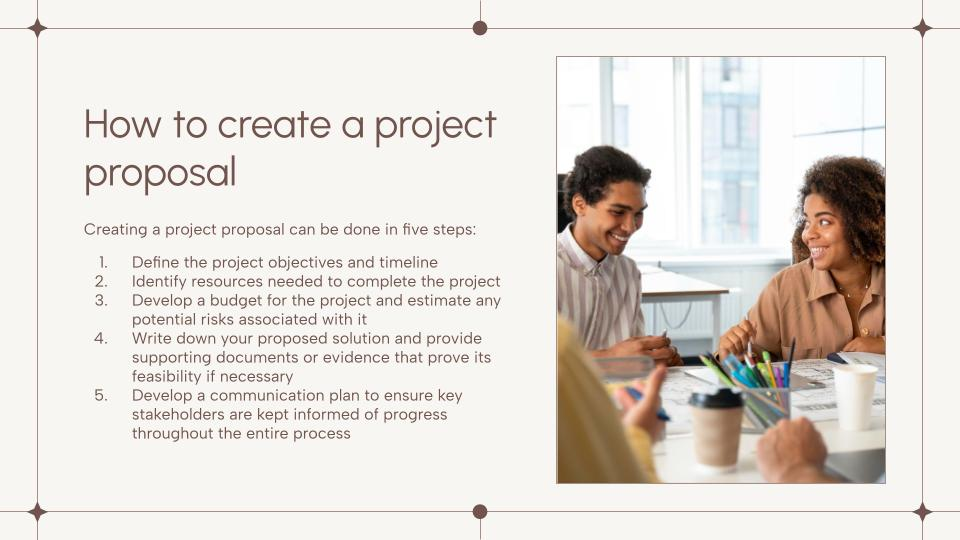 How to create a project
proposal
Creating a project proposal can be done in five steps:
1. Define the project objectives and timeline
2. Identify resources needed to complete the project
3. Develop a budget for the project and estimate any
potential risks associated with it
4. Write down your proposed solution and provide
supporting documents or evidence that prove its
feasibility if necessary
5. Develop a communication plan to ensure key
stakeholders are kept informed of progress
throughout the entire process